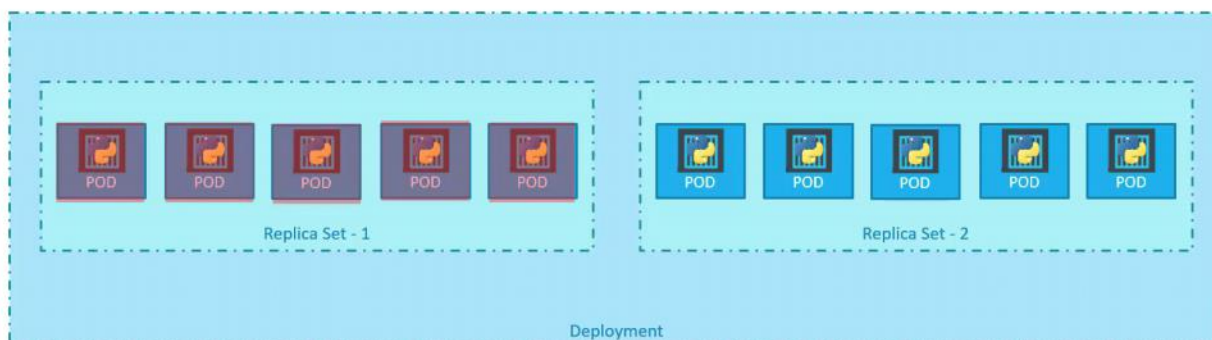 POD POD POD POD POD POD POD POD POD POD
Replica Set - 1 Replica Set - 2
Deployment